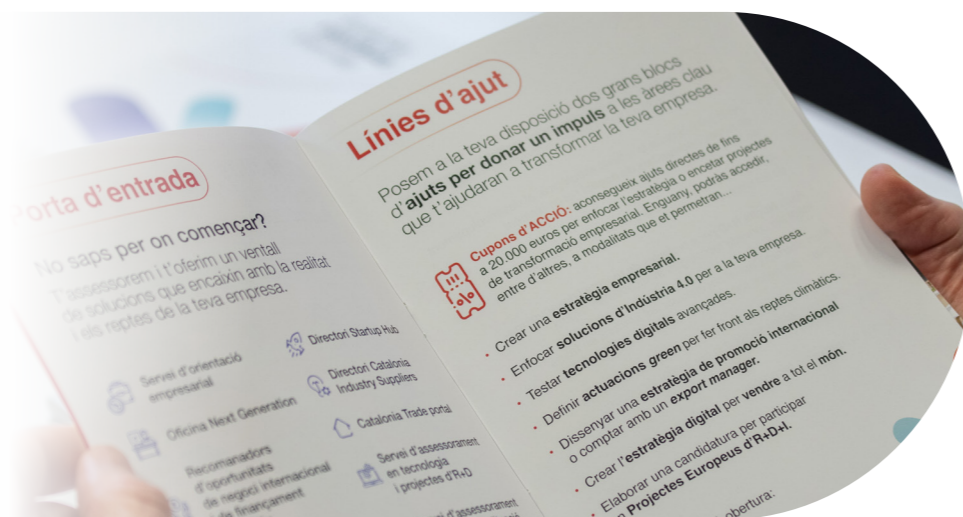 Porta d'entrada
No saps per on començar?
T'assessorem i t'oferim un ventall
de solucions que encaixin amb la realitat
i els reptes de la teva empresa.
Servei d'orientació
empresarial
Oficina Next Generation
Recomanadors
d'oportunitats
de negoci internacional
i de finançament
Directori Startup Hub
Directori Catalonia
Industry Suppliers
Catalonia Trade portal
Servei d'assessorament
en tecnologia
i projectes d'R+D
d'assessorament
Línies d'ajut
Posem a la teva disposició dos grans blocs
d'ajuts per donar un impuls a les àrees clau
que t'ajudaran a transformar la teva empresa.
Cupons d'ACCIÓ: aconsegueix ajuts directes de fins
a 20.000 euros per enfocar l'estratègia o encetar projectes
de transformació empresarial. Enguany, podràs accedir,
entre d'altres, a modalitats que et permetran...
• Crear una estratègia empresarial.
• Enfocar solucions d'Indústria 4.0 per a la teva empresa.
• Testar tecnologies digitals avançades.
• Definir actuacions green per fer front als reptes climàtics.
• Dissenyar una estratègia de promoció internacional
o comptar amb un export manager.
• Crear l'estratègia digital per vendre a tot el món.
• Elaborar una candidatura per participar
en Projectes Europeus d'R+D+I.
obertura: